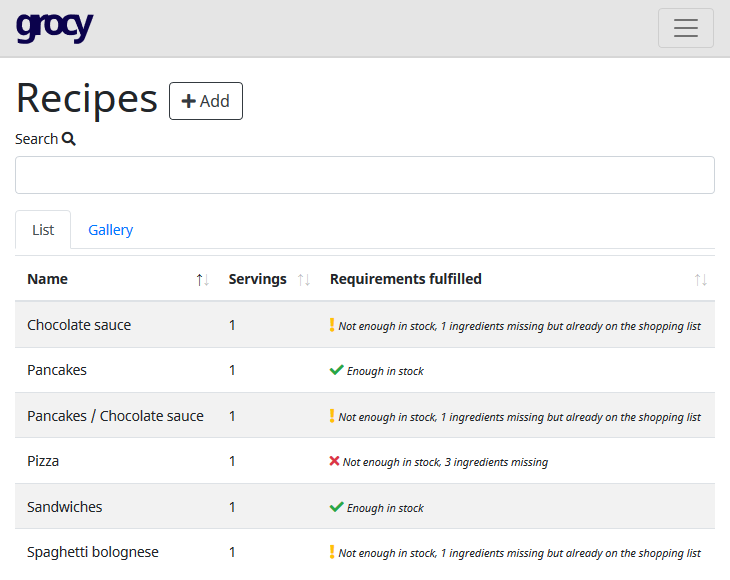 grocy
Recipes Add
Search
List Gallery
Name Servings Requirements fulfilled
Chocolate sauce 1 Not enough in stock, 1 ingredients missing but already on the shopping list
Pancakes 1 Enough in stock
Pancakes / Chocolate sauce 1 Not enough in stock, 1 ingredients missing but already on the shopping list
Pizza 1 Not enough in stock, 3 ingredients missing
Sandwiches 1 Enough in stock
Spaghetti bolognese 1 Not enough in stock, 1 ingredients missing but already on the shopping list